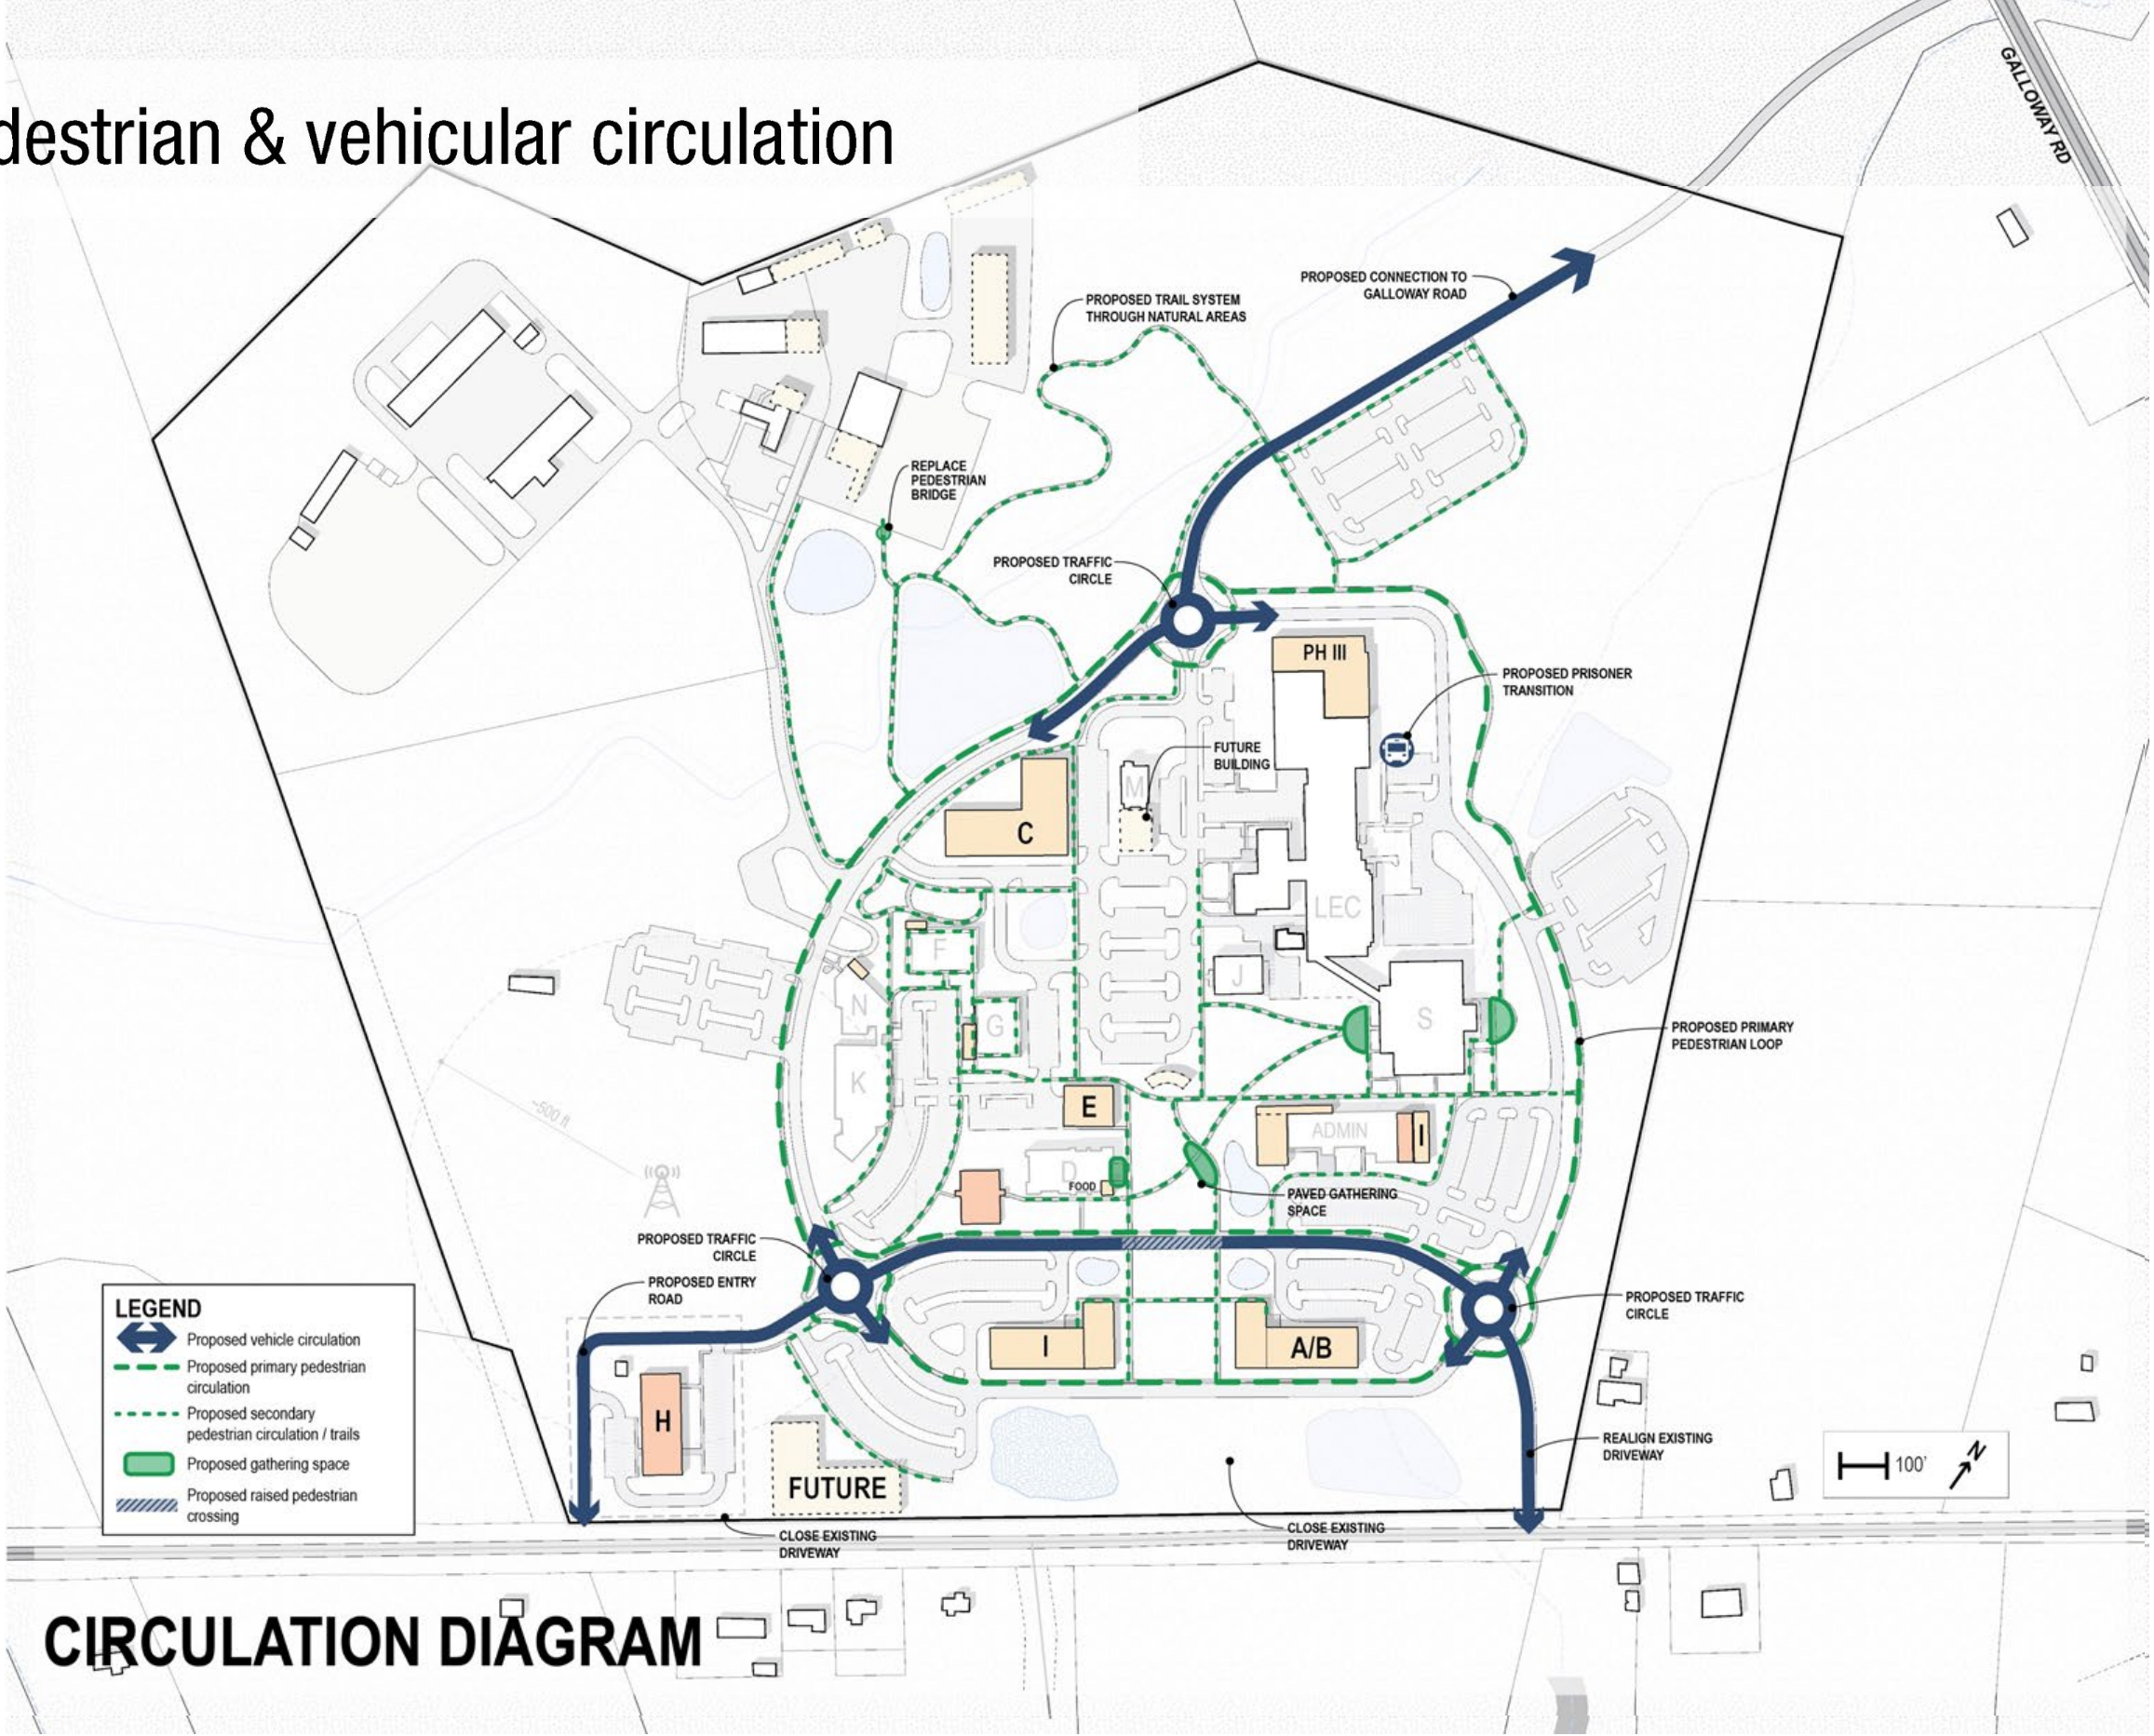 destrian & vehicular circulation
GALLOWAY RD
PROPOSED CONNECTION TO
GALLOWAY ROAD
PROPOSED TRAIL SYSTEM
THROUGH NATURAL AREAS
REPLACE
PEDESTRIAN
BRIDGE
PROPOSED TRAFFIC
CIRCLE
PH III
PROPOSED PRISONER
TRANSITION
FUTURE
BUILDING
M
C
LEC
F
J
N
G
S
PROPOSED PRIMARY
PEDESTRIAN LOOP
K
E
~500 ft
ADMIN
I
D
FOOD
PAVED GATHERING
SPACE
PROPOSED TRAFFIC
CIRCLE
PROPOSED ENTRY
ROAD
PROPOSED TRAFFIC
CIRCLE
I
A/B
H
FUTURE
REALIGN EXISTING
DRIVEWAY
CLOSE EXISTING
DRIVEWAY
CLOSE EXISTING
DRIVEWAY
LEGEND
Proposed vehicle circulation
Proposed primary pedestrian
circulation
Proposed secondary
pedestrian circulation / trails
Proposed gathering space
Proposed raised pedestrian
crossing
100'
N
CIRCULATION DIAGRAM